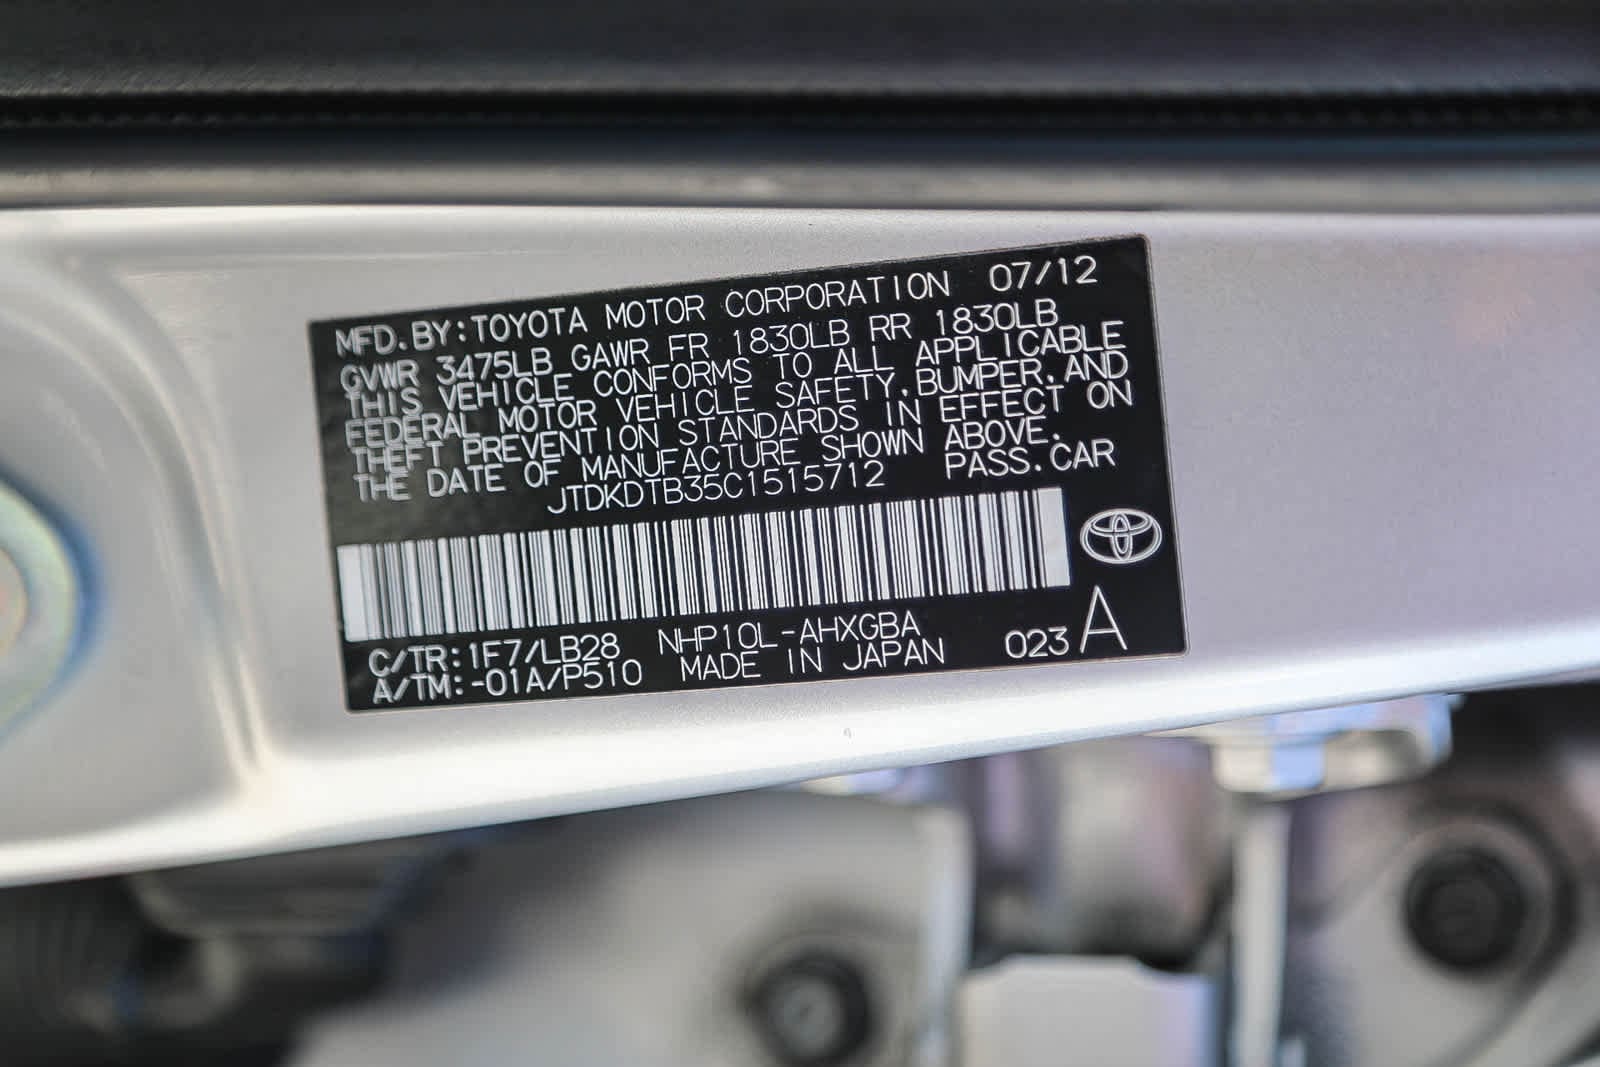 MFD. BY: TOYOTA MOTOR CORPORATION 07/12
GVWR 3475LB GAWR FR 1830LB RR 1830LB
THIS VEHICLE CONFORMS TO ALL APPLICABLE
FEDERAL MOTOR VEHICLE SAFETY, BUMPER, AND
THEFT PREVENTION STANDARDS IN EFFECT ON
THE DATE OF MANUFACTURE SHOWN ABOVE.
JTDKDTB35C1515712 PASS. CAR
C/TR: 1F7/LB28 NHP10L-AHXGBA
A/TM: -01A/P510 MADE IN JAPAN 023 A